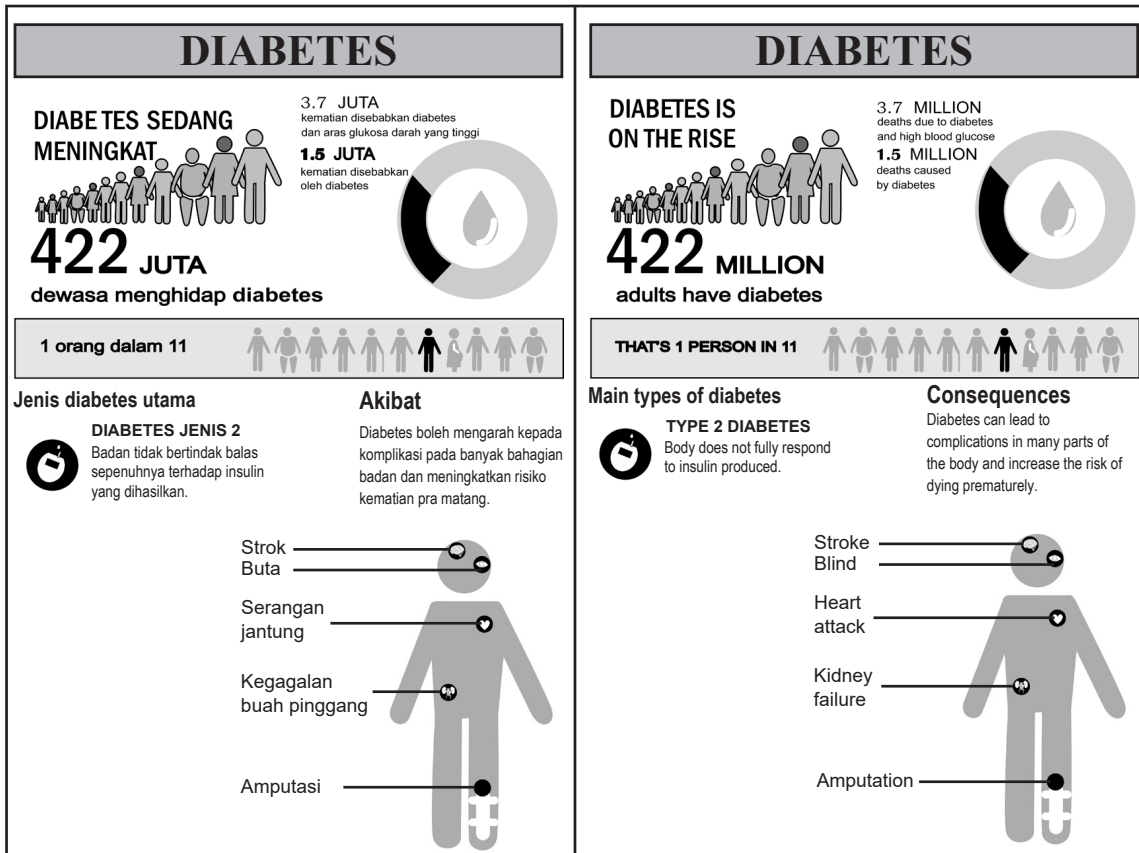 DIABETES
DIABE TES SEDANG
MENINGKAT
3.7 JUTA
kematian disebabkan diabetes
dan aras glukosa darah yang tinggi
1.5 JUTA
kematian disebabkan
oleh diabetes
422 JUTA
dewasa menghidap diabetes
1 orang dalam 11
Jenis diabetes utama
DIABETES JENIS 2
Badan tidak bertindak balas
sepenuhnya terhadap insulin
yang dihasilkan.
Akibat
Diabetes boleh mengarah kepada
komplikasi pada banyak bahagian
badan dan meningkatkan risiko
kematian pra matang.
Strok
Buta
Serangan
jantung
Kegagalan
buah pinggang
Amputasi
DIABETES
DIABETES IS
ON THE RISE
3.7 MILLION
deaths due to diabetes
and high blood glucose
1.5 MILLION
deaths caused
by diabetes
422 MILLION
adults have diabetes
THAT'S 1 PERSON IN 11
Main types of diabetes
TYPE 2 DIABETES
Body does not fully respond
to insulin produced.
Consequences
Diabetes can lead to
complications in many parts of
the body and increase the risk of
dying prematurely.
Stroke
Blind
Heart
attack
Kidney
failure
Amputation